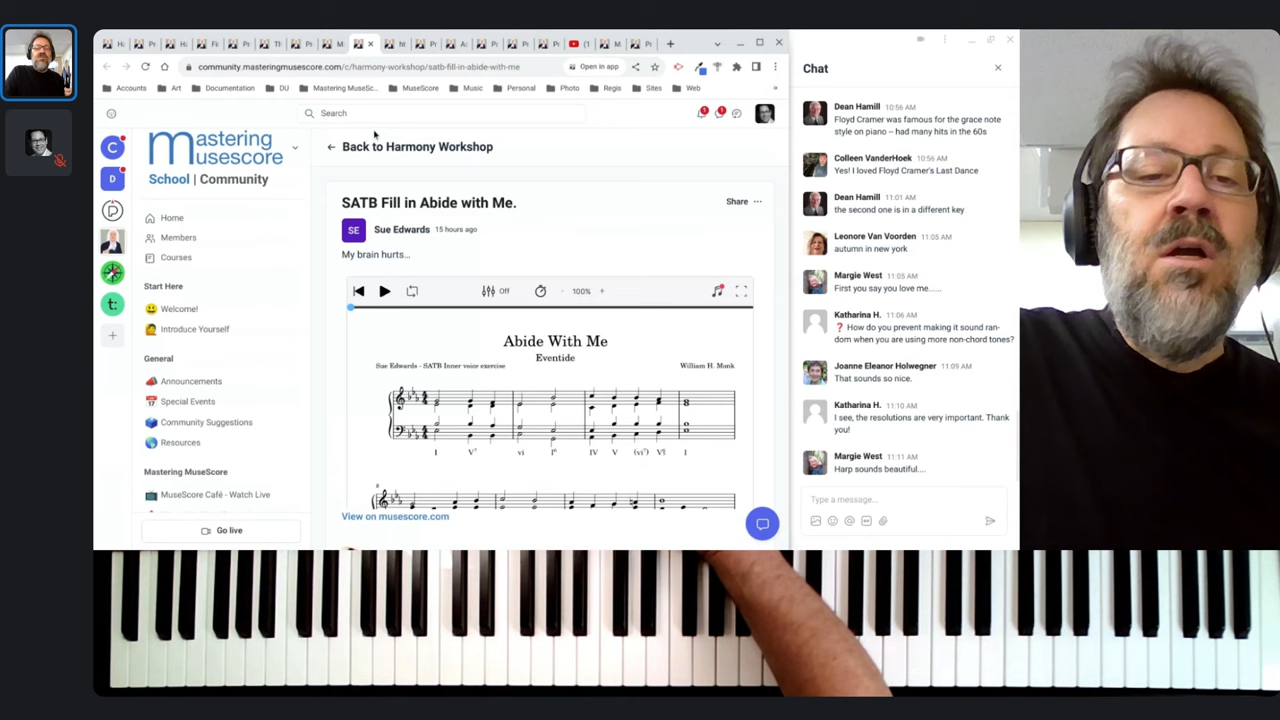 community.masteringmusescore.com/c/harmony-workshop/satb-fill-in-abide-with-me
Open in app
Accounts
Art
Documentation
DU
Mastering MuseSc...
MuseScore
Music
Personal
Photo
Regis
Sites
Web
Search
1
1
mastering
musescore
School | Community
C
D
t:
Home
Members
Courses
Start Here
Welcome!
Introduce Yourself
General
Announcements
Special Events
Community Suggestions
Resources
Mastering MuseScore
MuseScore Café - Watch Live
Go live
Back to Harmony Workshop
SATB Fill in Abide with Me.
Share
SE
Sue Edwards 15 hours ago
My brain hurts...
Off
- 100% +
Abide With Me
Eventide
Sue Edwards - SATB Inner voice exercise
William H. Monk
View on musescore.com
Chat
Dean Hamill 10:56 AM
Floyd Cramer was famous for the grace note
style on piano – had many hits in the 60s
Colleen VanderHoek 10:56 AM
Yes! I loved Floyd Cramer's Last Dance
Dean Hamill 11:01 AM
the second one is in a different key
Leonore Van Voorden 11:05 AM
autumn in new york
Margie West 11:05 AM
First you say you love me......
Katharina H. 11:06 AM
❓ How do you prevent making it sound ran-
dom when you are using more non-chord tones?
Joanne Eleanor Holwegner 11:09 AM
That sounds so nice.
Katharina H. 11:10 AM
I see, the resolutions are very important. Thank
you!
Margie West 11:11 AM
Harp sounds beautiful....
Type a message...